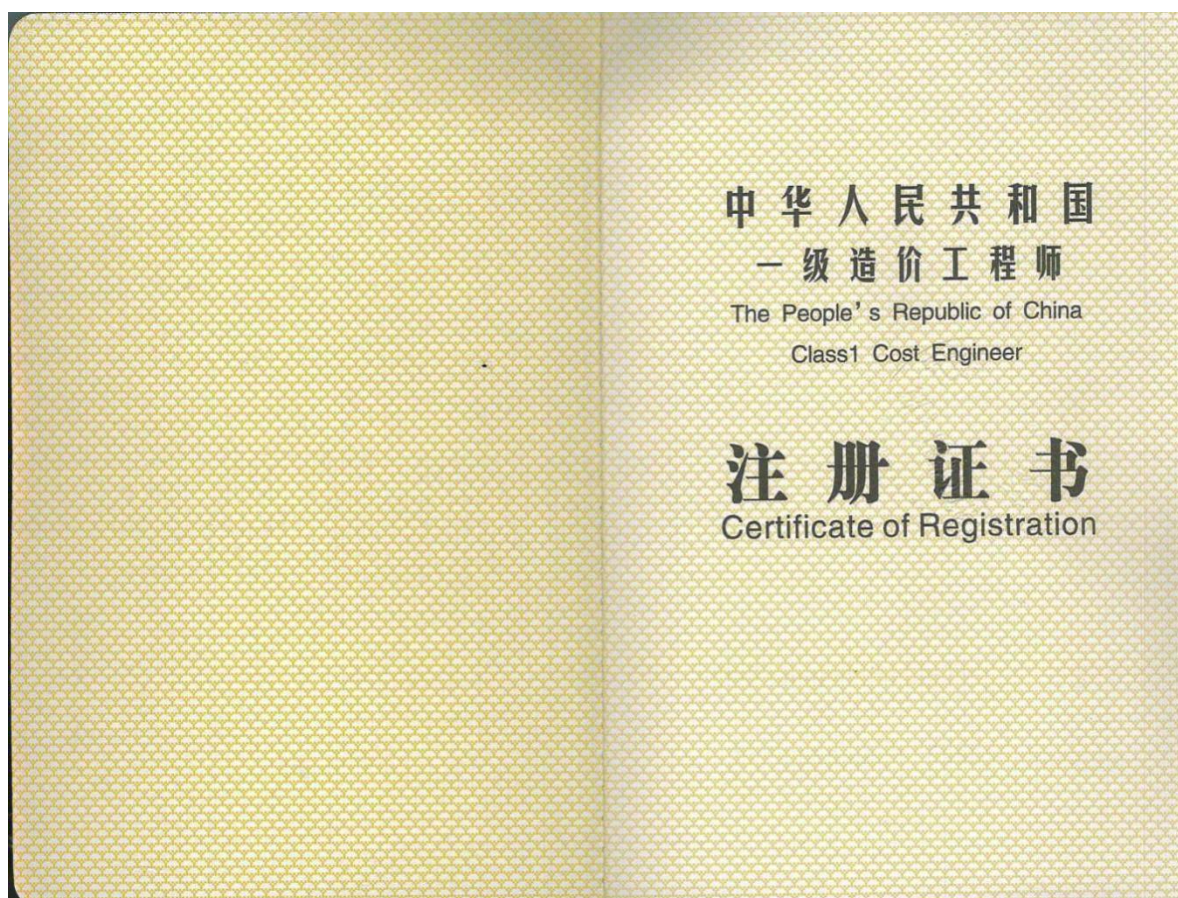 中华人民共和国
一级造价工程师
The People's Republic of China
Class1 Cost Engineer
注册证书
Certificate of Registration